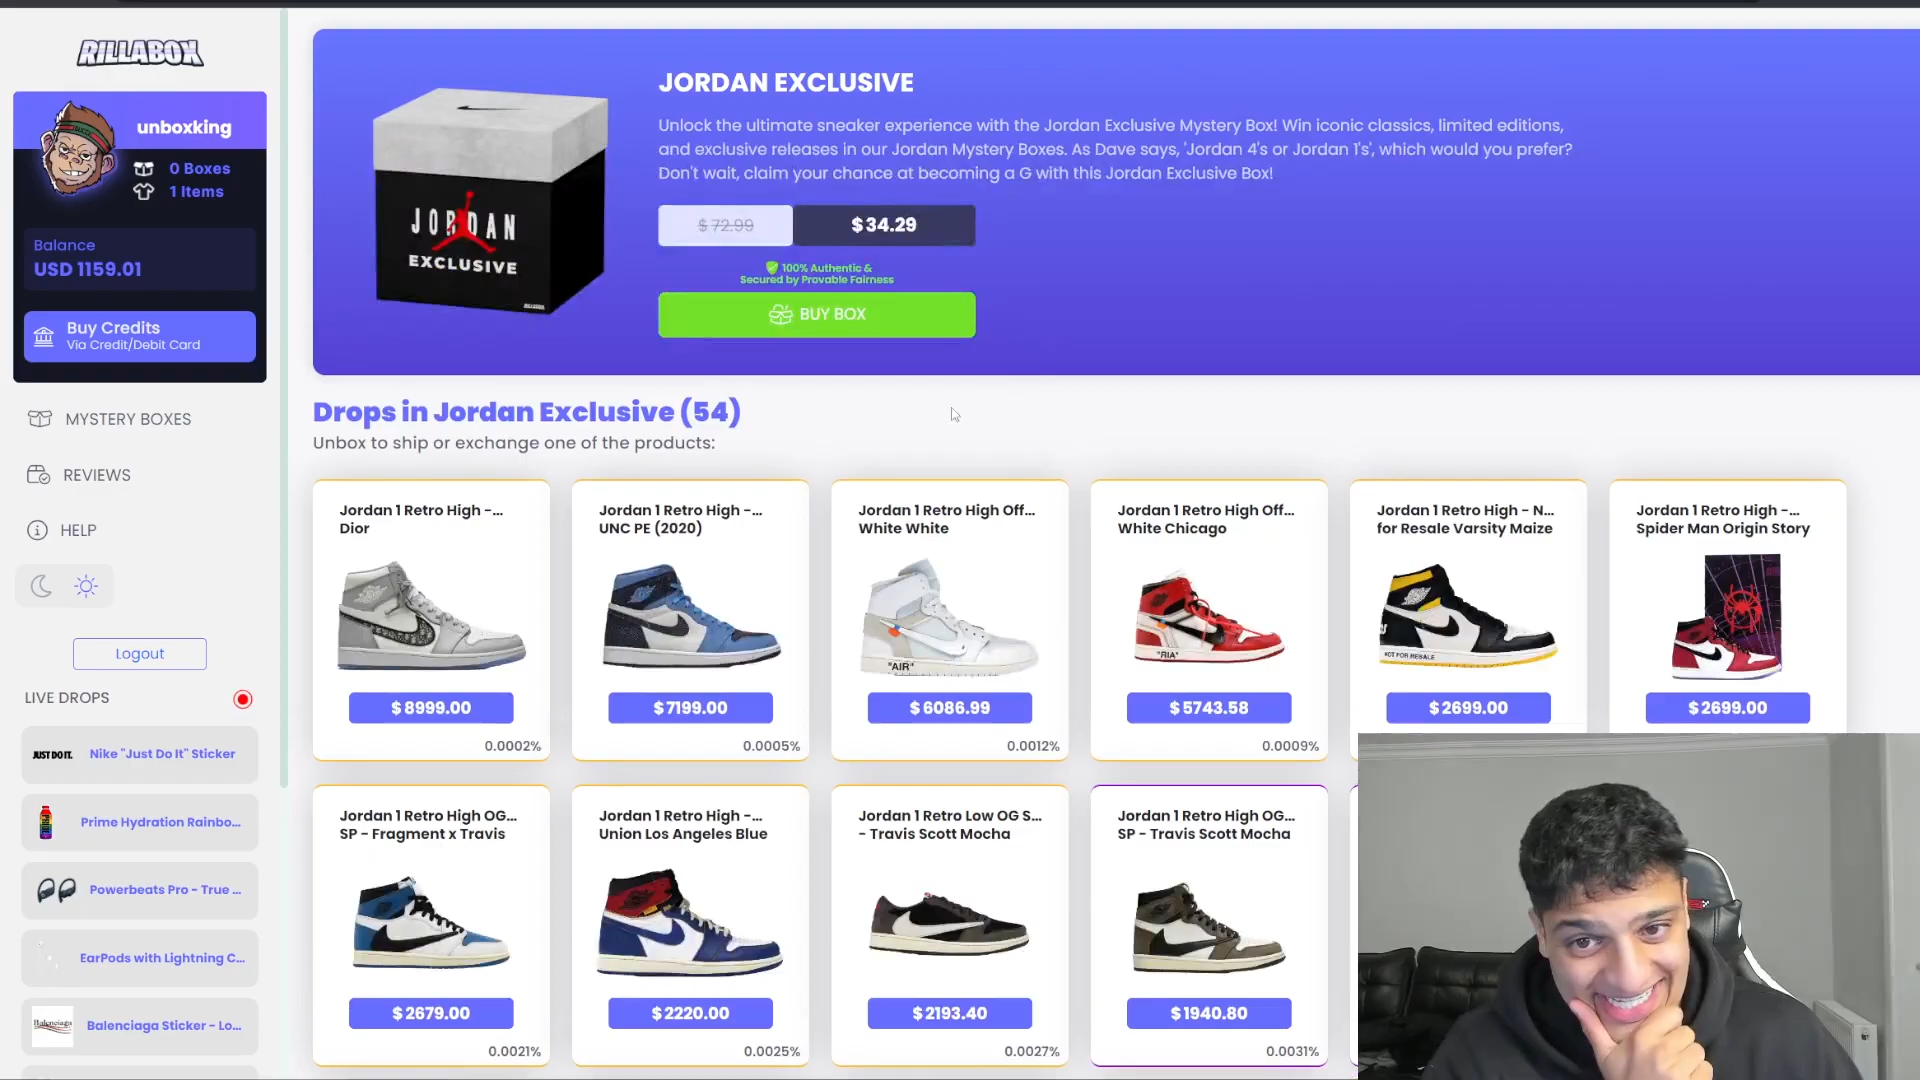 RILLABOX
unboxking
0 Boxes
1 Items
Balance
USD 1159.01
Buy Credits
Via Credit/Debit Card
MYSTERY BOXES
REVIEWS
HELP
Logout
LIVE DROPS
JUST DO IT.
Nike "Just Do It" Sticker
Prime Hydration Rainbo...
Powerbeats Pro - True ...
EarPods with Lightning C...
Balenciaga
Balenciaga Sticker - Lo...
JORDAN
EXCLUSIVE
JORDAN EXCLUSIVE
Unlock the ultimate sneaker experience with the Jordan Exclusive Mystery Box! Win iconic classics, limited editions,
and exclusive releases in our Jordan Mystery Boxes. As Dave says, 'Jordan 4's or Jordan 1's', which would you prefer?
Don't wait, claim your chance at becoming a G with this Jordan Exclusive Box!
$ 72.99
$ 34.29
100% Authentic &
Secured by Provable Fairness
BUY BOX
Drops in Jordan Exclusive (54)
Unbox to ship or exchange one of the products:
Jordan 1 Retro High -...
Dior
$ 8999.00
0.0002%
Jordan 1 Retro High -...
UNC PE (2020)
$ 7199.00
0.0005%
Jordan 1 Retro High Off...
White White
"AIR"
$ 6086.99
0.0012%
Jordan 1 Retro High Off...
White Chicago
$ 5743.58
0.0009%
Jordan 1 Retro High - N...
for Resale Varsity Maize
NOT FOR RESALE
$ 2699.00
Jordan 1 Retro High -...
Spider Man Origin Story
$ 2699.00
Jordan 1 Retro High OG...
SP - Fragment x Travis
$ 2679.00
0.0021%
Jordan 1 Retro High -...
Union Los Angeles Blue
$ 2220.00
0.0025%
Jordan 1 Retro Low OG S...
- Travis Scott Mocha
$ 2193.40
0.0027%
Jordan 1 Retro High OG...
SP - Travis Scott Mocha
$ 1940.80
0.0031%